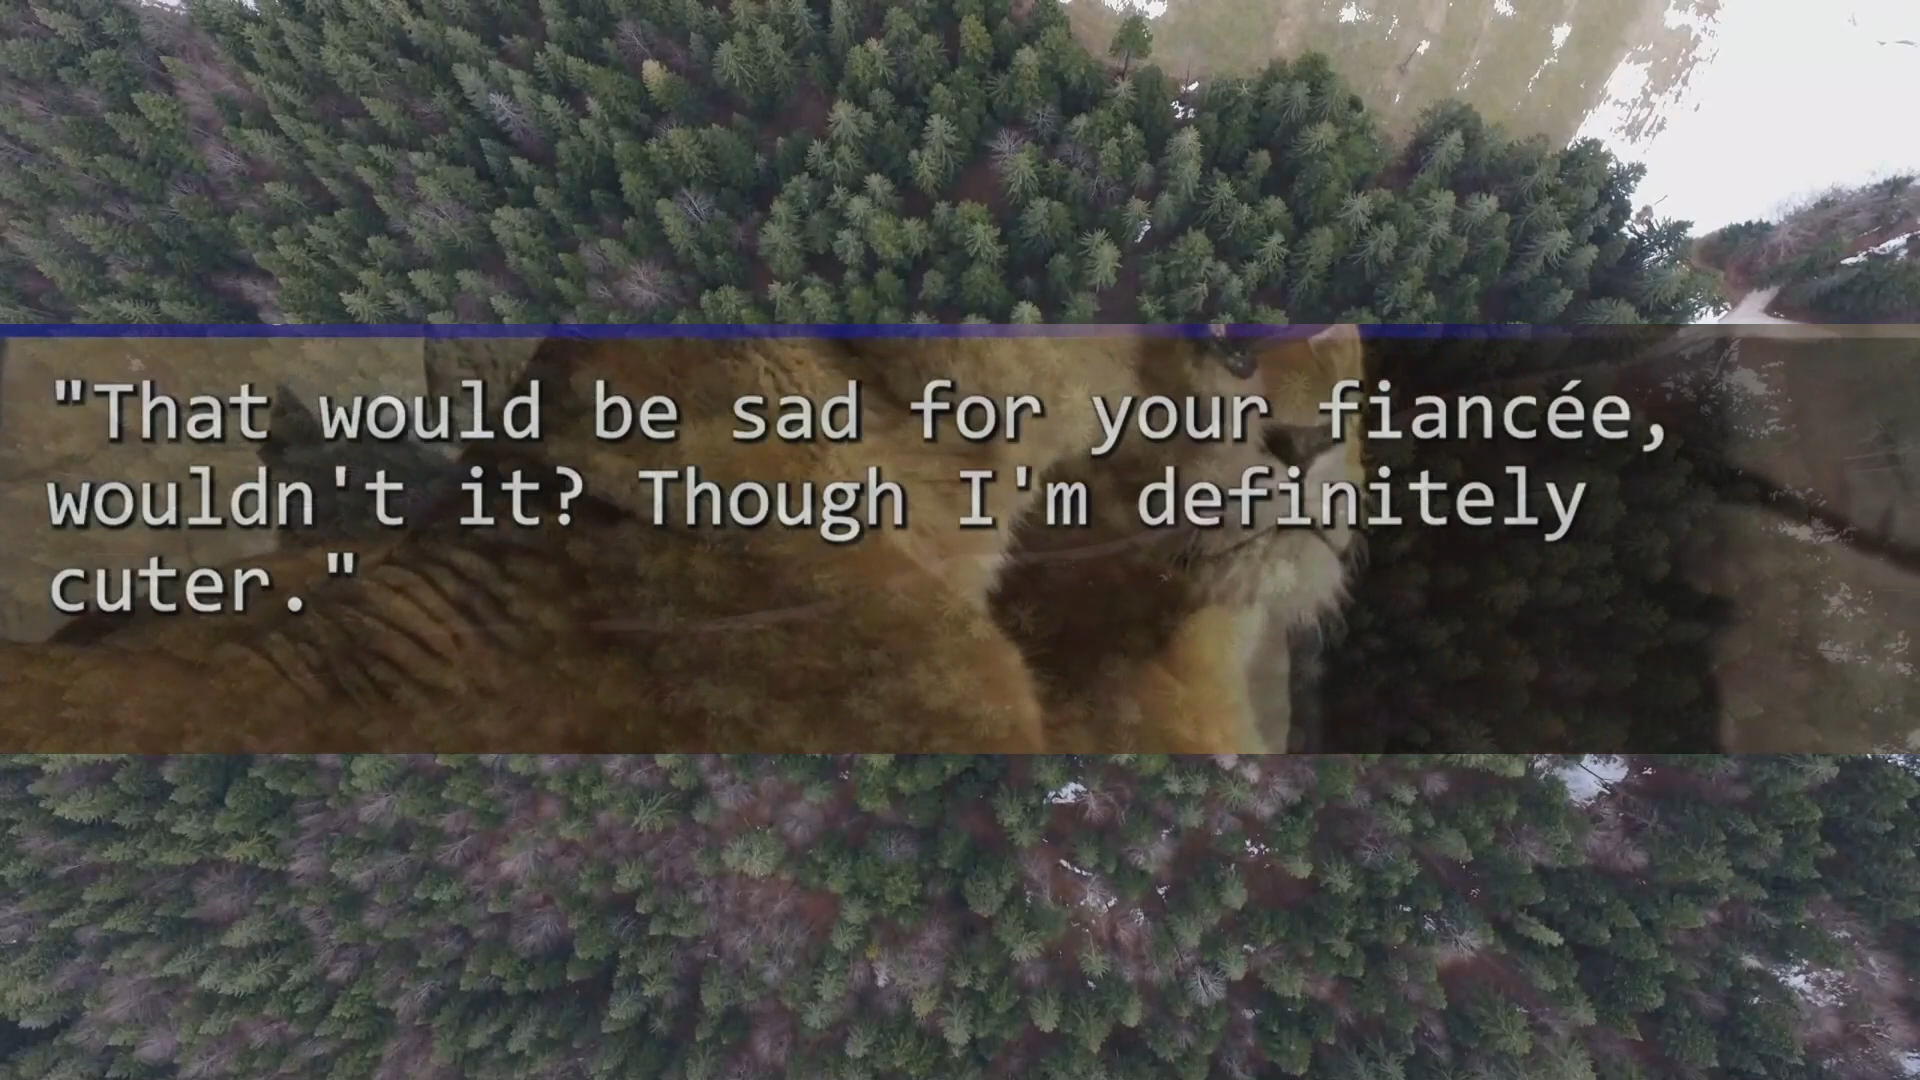 "That would be sad for your fiancée,
wouldn't it? Though I'm definitely
cuter."